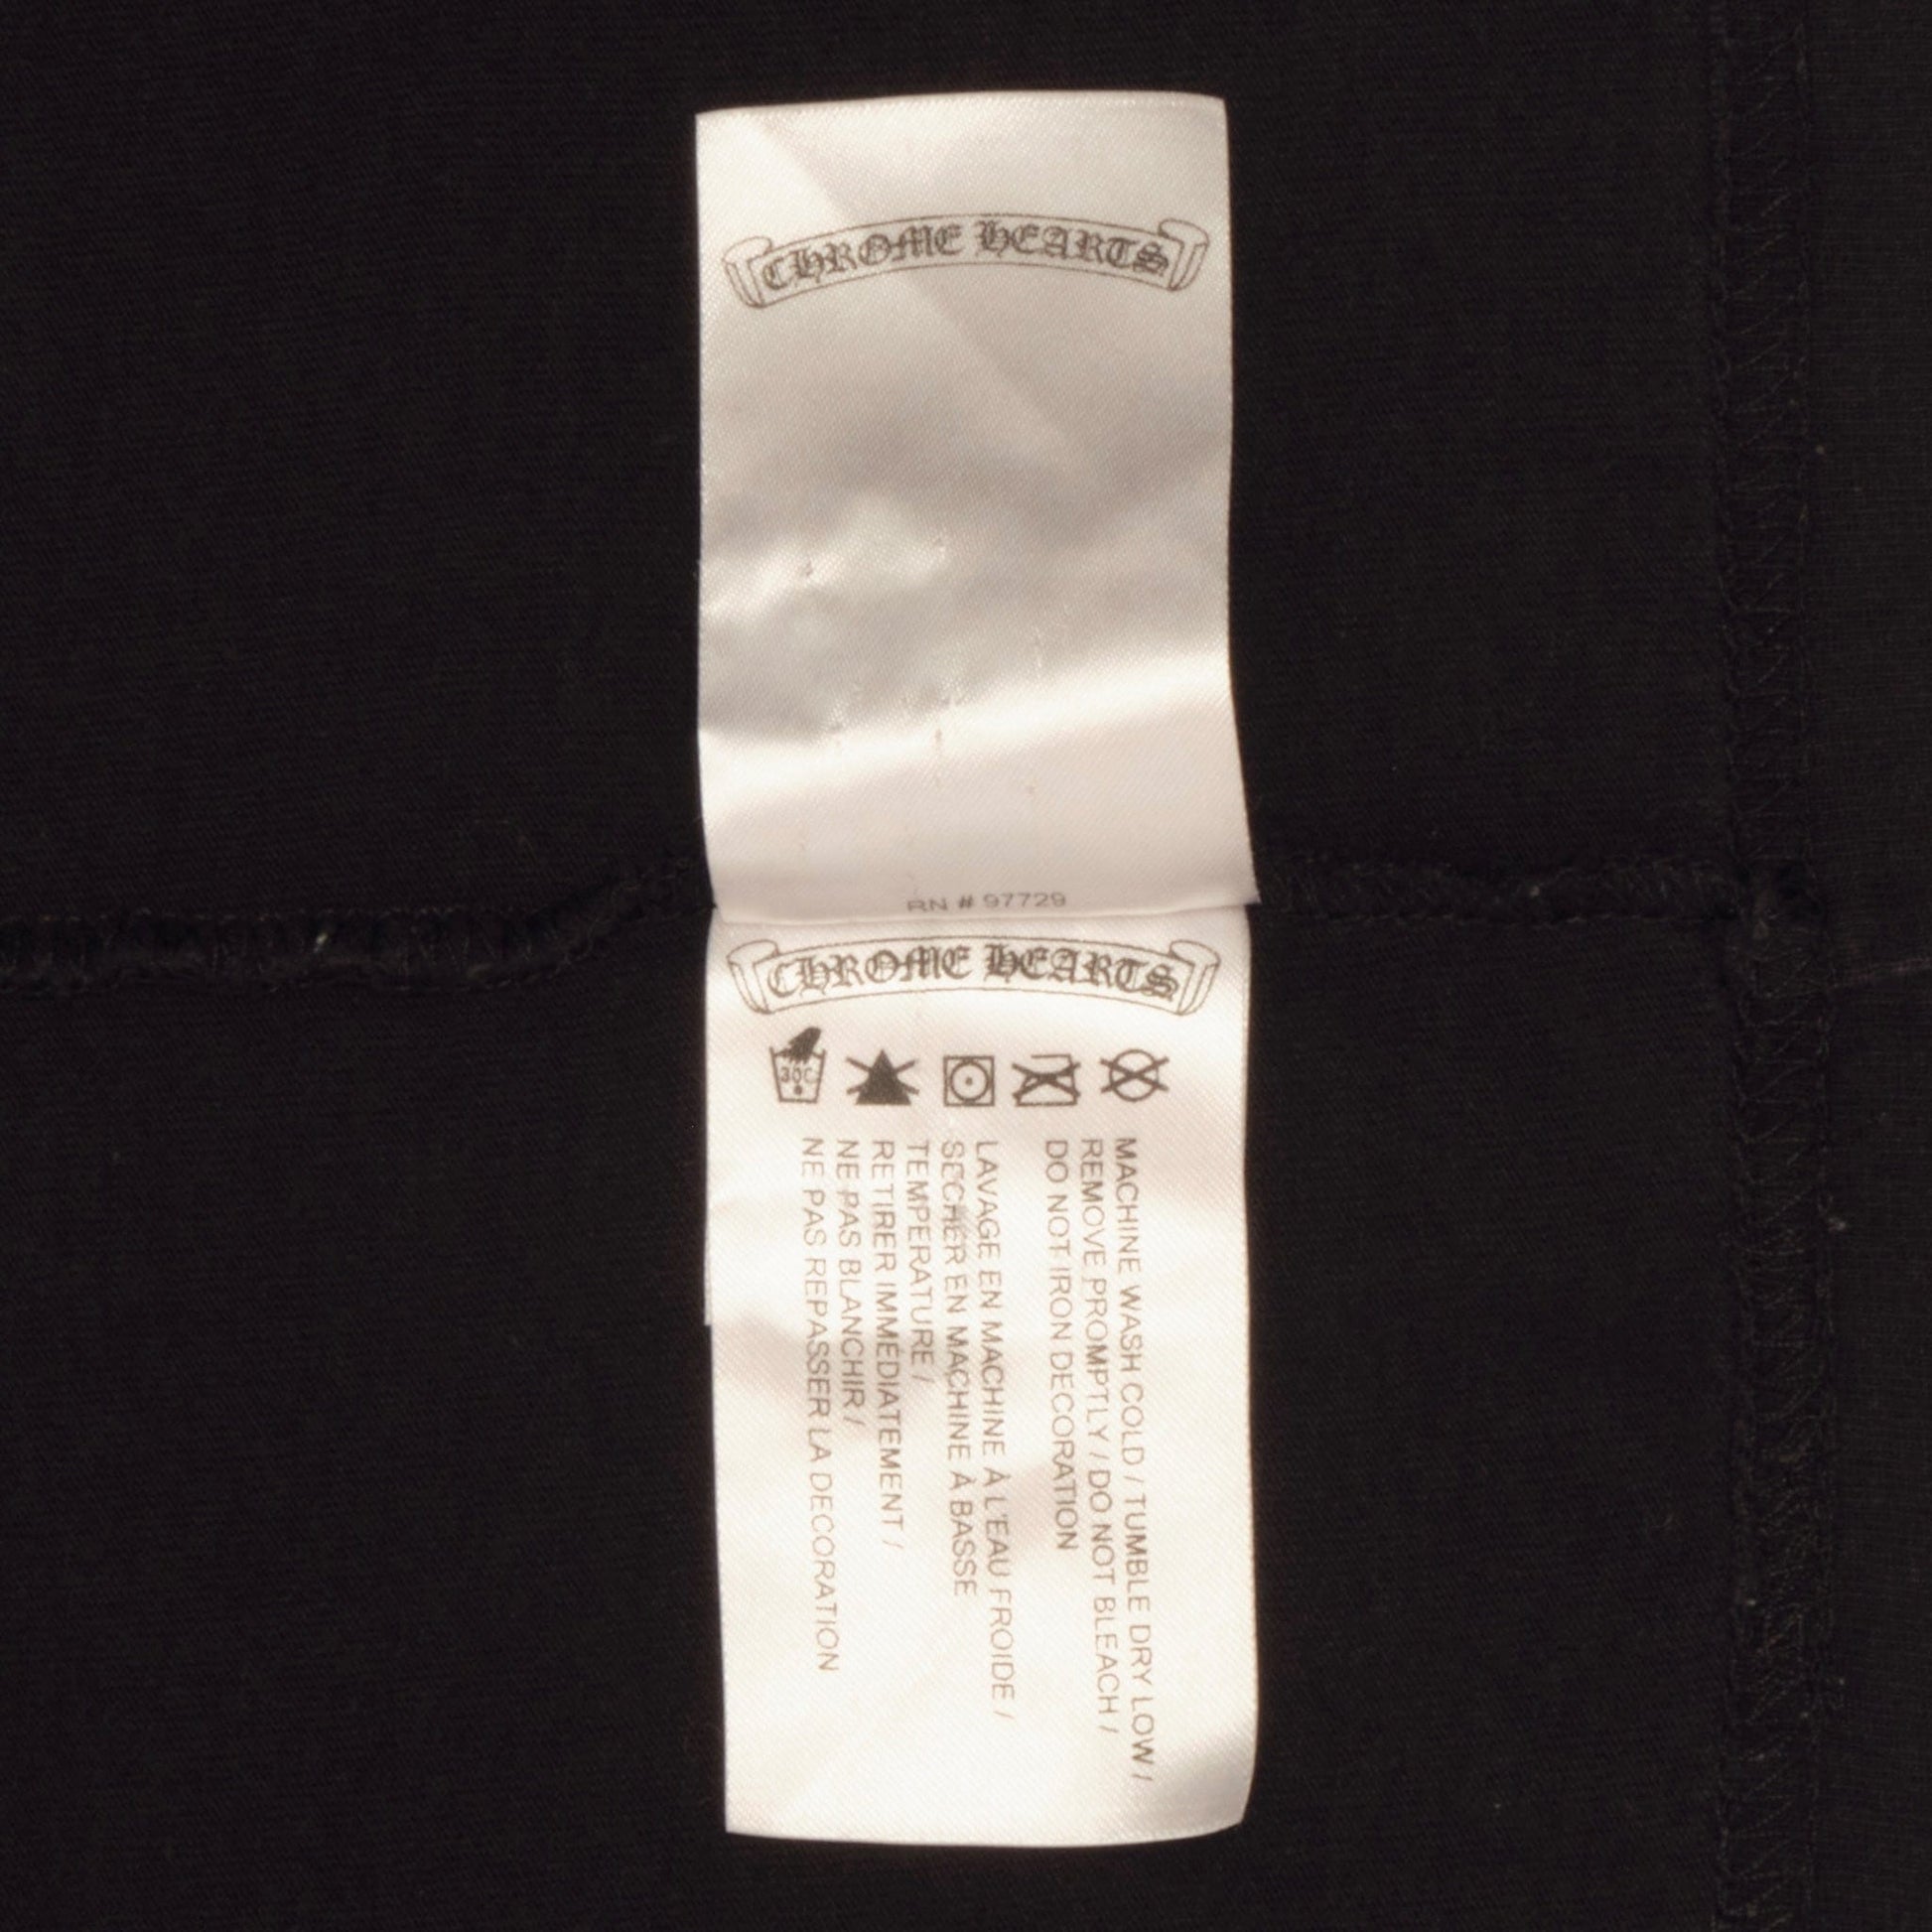 CHROME HEARTS
RN # 97729
CHROME HEARTS
30C
MACHINE WASH COLD / TUMBLE DRY LOW /
REMOVE PROMPTLY / DO NOT BLEACH /
DO NOT IRON DECORATION
LAVAGE EN MACHINE À L'EAU FROIDE /
SÉCHER EN MACHINE À BASSE
TEMPERATURE /
RETIRER IMMÉDIATEMENT /
NE PAS BLANCHIR /
NE PAS REPASSER LA DECORATION